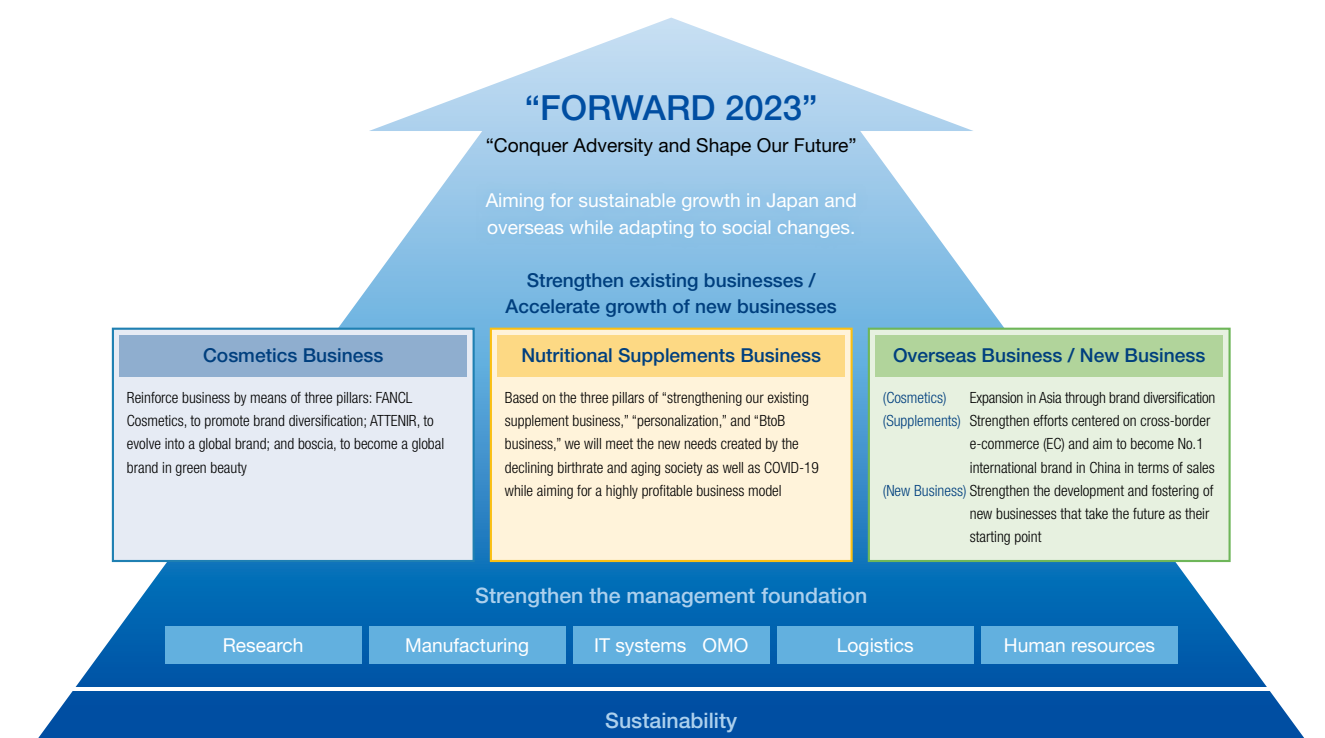 “FORWARD 2023”
“Conquer Adversity and Shape Our Future”
Aiming for sustainable growth in Japan and
overseas while adapting to social changes.
Strengthen existing businesses /
Accelerate growth of new businesses
Cosmetics Business
Reinforce business by means of three pillars: FANCL
Cosmetics, to promote brand diversification; ATTENIR, to
evolve into a global brand; and boscia, to become a global
brand in green beauty
Nutritional Supplements Business
Based on the three pillars of “strengthening our existing
supplement business,” “personalization,” and “BtoB
business,” we will meet the new needs created by the
declining birthrate and aging society as well as COVID-19
while aiming for a highly profitable business model
Overseas Business / New Business
(Cosmetics) Expansion in Asia through brand diversification
(Supplements) Strengthen efforts centered on cross-border
e-commerce (EC) and aim to become No.1
international brand in China in terms of sales
(New Business) Strengthen the development and fostering of
new businesses that take the future as their
starting point
Strengthen the management foundation
Research
Manufacturing
IT systems OMO
Logistics
Human resources
Sustainability